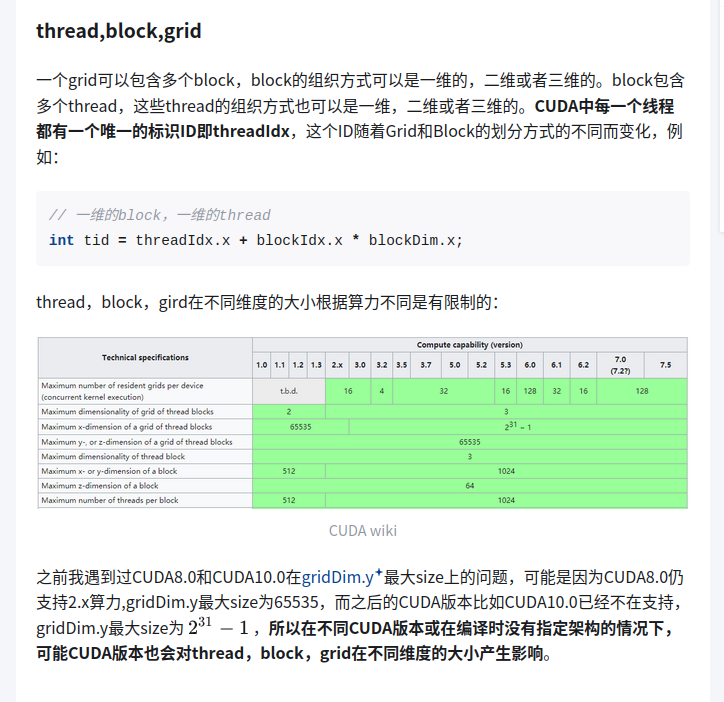 thread,block,grid
一个grid可以包含多个block，block的组织方式可以是一维的，二维或者三维的。block包含
多个thread，这些thread的组织方式也可以是一维，二维或者三维的。CUDA中每一个线程
都有一个唯一的标识ID即threadIdx，这个ID随着Grid和Block的划分方式的不同而变化，例
如：
// 一维的block，一维的thread
int tid = threadIdx.x + blockIdx.x * blockDim.x;
thread，block，gird在不同维度的大小根据算力不同是有限制的：
Technical specifications Compute capability (version)
1.0 1.1 1.2 1.3 2.x 3.0 3.2 3.5 3.7 5.0 5.2 5.3 6.0 6.1 6.2 7.0 (7.2?) 7.5
Maximum number of resident grids per device
(concurrent kernel execution) t.b.d. 16 4 32 16 128 32 16 128
Maximum dimensionality of grid of thread blocks 2 3
Maximum x-dimension of a grid of thread blocks 65535 2³¹ − 1
Maximum y-, or z-dimension of a grid of thread blocks 65535
Maximum dimensionality of thread block 3
Maximum x- or y-dimension of a block 512 1024
Maximum z-dimension of a block 64
Maximum number of threads per block 512 1024
CUDA wiki
之前我遇到过CUDA8.0和CUDA10.0在gridDim.y最大size上的问题，可能是因为CUDA8.0仍
支持2.x算力,gridDim.y最大size为65535，而之后的CUDA版本比如CUDA10.0已经不在支持，
gridDim.y最大size为 2³¹ − 1 ，所以在不同CUDA版本或在编译时没有指定架构的情况下，
可能CUDA版本也会对thread，block，grid在不同维度的大小产生影响。